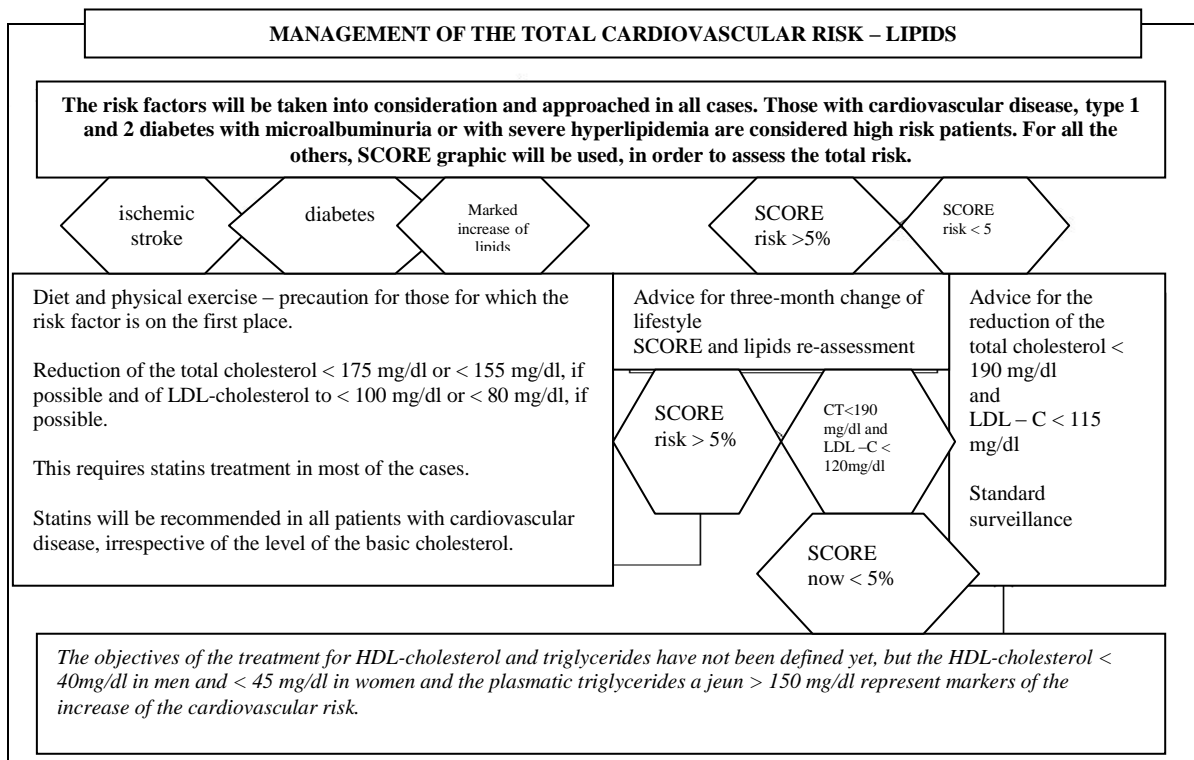 MANAGEMENT OF THE TOTAL CARDIOVASCULAR RISK – LIPIDS
The risk factors will be taken into consideration and approached in all cases. Those with cardiovascular disease, type 1
and 2 diabetes with microalbuminuria or with severe hyperlipidemia are considered high risk patients. For all the
others, SCORE graphic will be used, in order to assess the total risk.
ischemic
stroke
diabetes
Marked
increase of
lipids
SCORE
risk >5%
SCORE
risk < 5
Diet and physical exercise – precaution for those for which the
risk factor is on the first place.
Reduction of the total cholesterol < 175 mg/dl or < 155 mg/dl, if
possible and of LDL-cholesterol to < 100 mg/dl or < 80 mg/dl, if
possible.
This requires statins treatment in most of the cases.
Statins will be recommended in all patients with cardiovascular
disease, irrespective of the level of the basic cholesterol.
Advice for three-month change of
lifestyle
SCORE and lipids re-assessment
SCORE
risk > 5%
CT<190
mg/dl and
LDL –C <
120mg/dl
SCORE
now < 5%
Advice for the
reduction of the
total cholesterol <
190 mg/dl
and
LDL – C < 115
mg/dl
Standard
surveillance
The objectives of the treatment for HDL-cholesterol and triglycerides have not been defined yet, but the HDL-cholesterol <
40mg/dl in men and < 45 mg/dl in women and the plasmatic triglycerides a jeun > 150 mg/dl represent markers of the
increase of the cardiovascular risk.